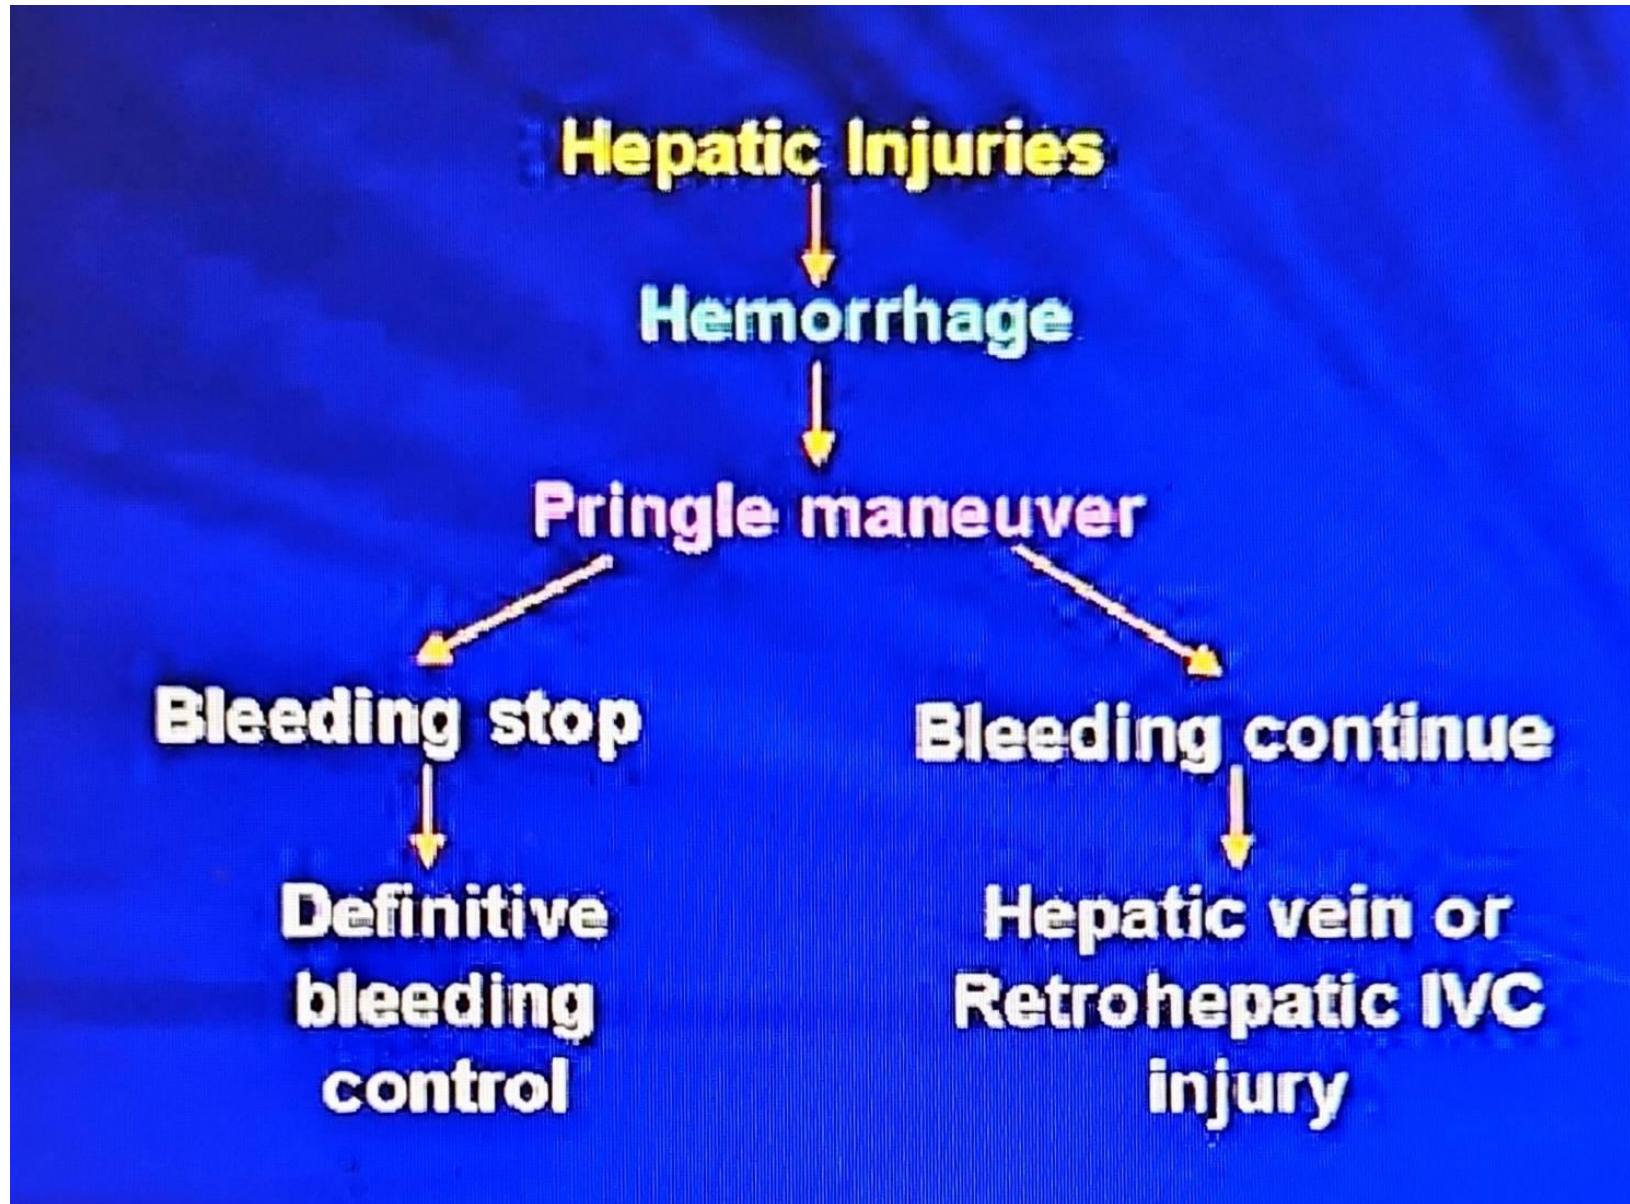 Hepatic Injuries
Hemorrhage
Pringle maneuver
Bleeding stop
Bleeding continue
Definitive
bleeding
control
Hepatic vein or
Retrohepatic IVC
injury